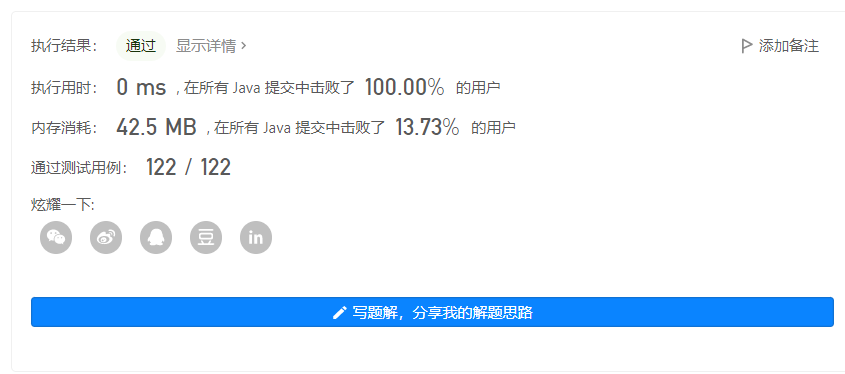 执行结果： 通过 显示详情 › 添加备注
执行用时： 0 ms , 在所有 Java 提交中击败了 100.00% 的用户
内存消耗： 42.5 MB , 在所有 Java 提交中击败了 13.73% 的用户
通过测试用例： 122 / 122
炫耀一下:
豆 in
写题解，分享我的解题思路